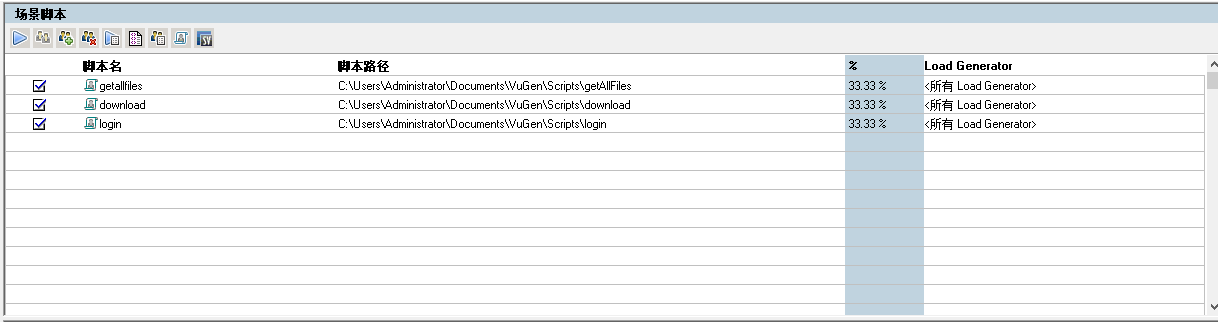 场景脚本
脚本名 脚本路径 % Load Generator
getallfiles C:\Users\Administrator\Documents\VuGen\Scripts\getAllFiles 33.33 % <所有 Load Generator>
download C:\Users\Administrator\Documents\VuGen\Scripts\download 33.33 % <所有 Load Generator>
login C:\Users\Administrator\Documents\VuGen\Scripts\login 33.33 % <所有 Load Generator>